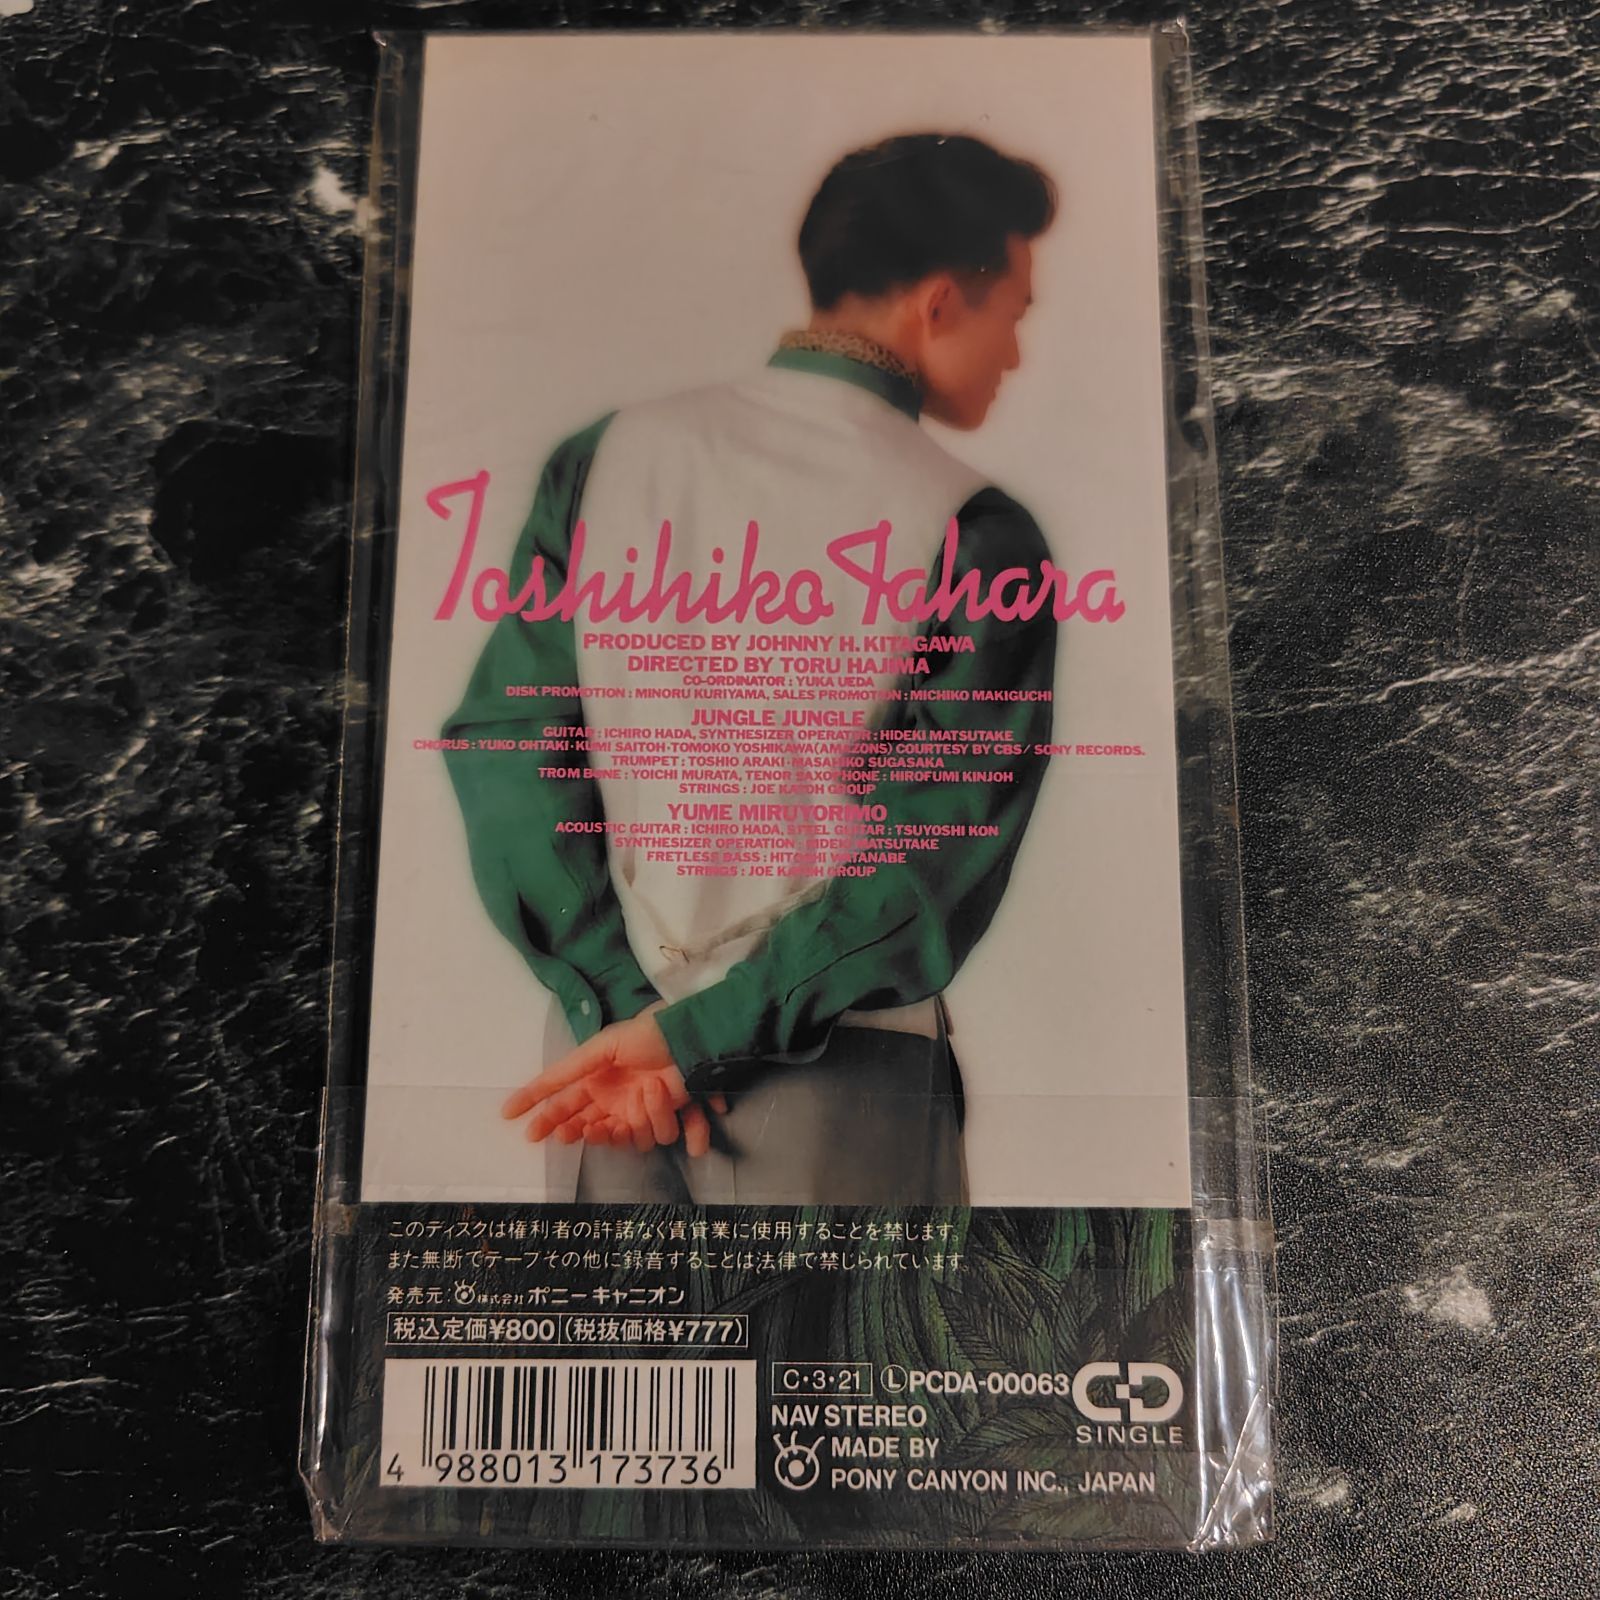 Toshihiko Tahara
PRODUCED BY JOHNNY H. KITAGAWA
DIRECTED BY TORU HAJIMA
CO-ORDINATOR : YUKA UEDA
DISK PROMOTION : MINORU KURIYAMA, SALES PROMOTION : MICHIKO MAKIGUCHI
JUNGLE JUNGLE
GUITAR : ICHIRO HADA, SYNTHESIZER OPERATOR : HIDEKI MATSUTAKE
CHORUS : YUKO OHTAKI・KUMI SAITOH・TOMOKO YOSHIKAWA (AMAZONS) COURTESY BY CBS / SONY RECORDS.
TRUMPET : TOSHIO ARAKI・MASAHIKO SUGASAKA
TROM BONE : YOICHI MURATA, TENOR SAXOPHONE : HIROFUMI KINJOH
STRINGS : JOE KATOH GROUP
YUME MIRUYORIMO
ACOUSTIC GUITAR : ICHIRO HADA, STEEL GUITAR : TSUYOSHI KON
SYNTHESIZER OPERATION : HIDEKI MATSUTAKE
FRETLESS BASS : HITOSHI WATANABE
STRINGS : JOE KATOH GROUP
このディスクは権利者の許諾なく賃貸業に使用することを禁じます。
また無断でテープその他に録音することは法律で禁じられています。
発売元：株式会社ポニーキャニオン
税込定価¥800 (税抜価格¥777)
C・3・21 Ⓛ PCDA-00063
NAV STEREO
MADE BY
PONY CANYON INC., JAPAN
CD
SINGLE
4 988013 173736